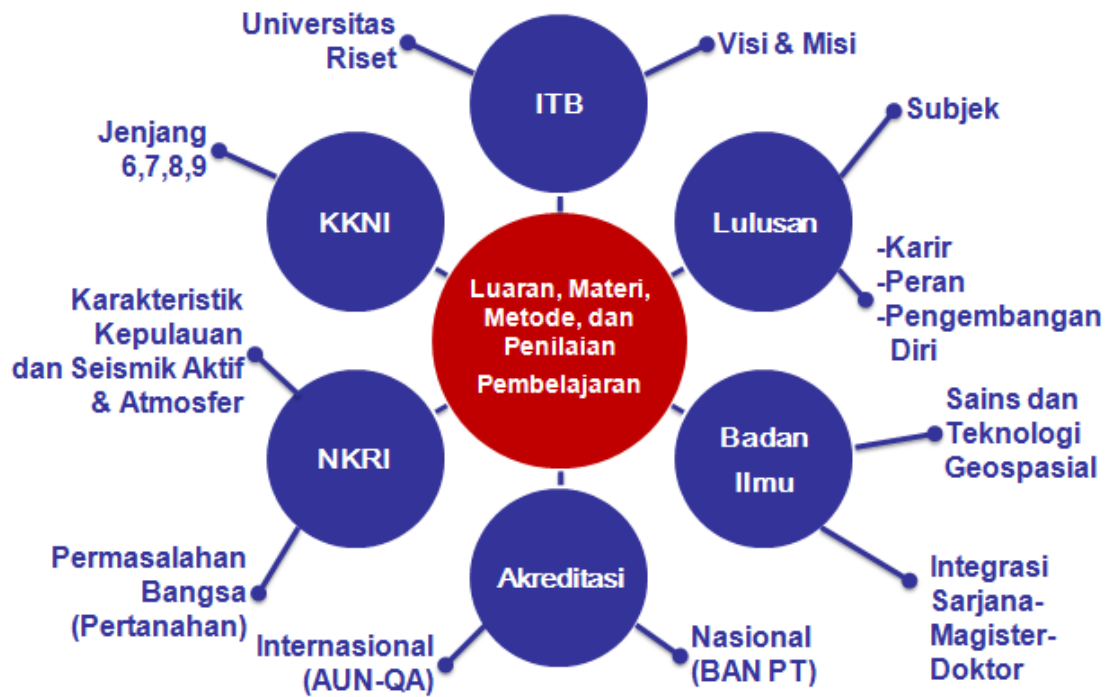 Universitas
Riset
ITB
Visi & Misi
Subjek
Lulusan
-Karir
-Peran
-Pengembangan
Diri
Jenjang
6,7,8,9
KKNI
Luaran, Materi,
Metode, dan
Penilaian
Pembelajaran
Karakteristik
Kepulauan
dan Seismik Aktif
& Atmosfer
NKRI
Permasalahan
Bangsa
(Pertanahan)
Badan
Ilmu
Sains dan
Teknologi
Geospasial
Integrasi
Sarjana-
Magister-
Doktor
Akreditasi
Internasional
(AUN-QA)
Nasional
(BAN PT)